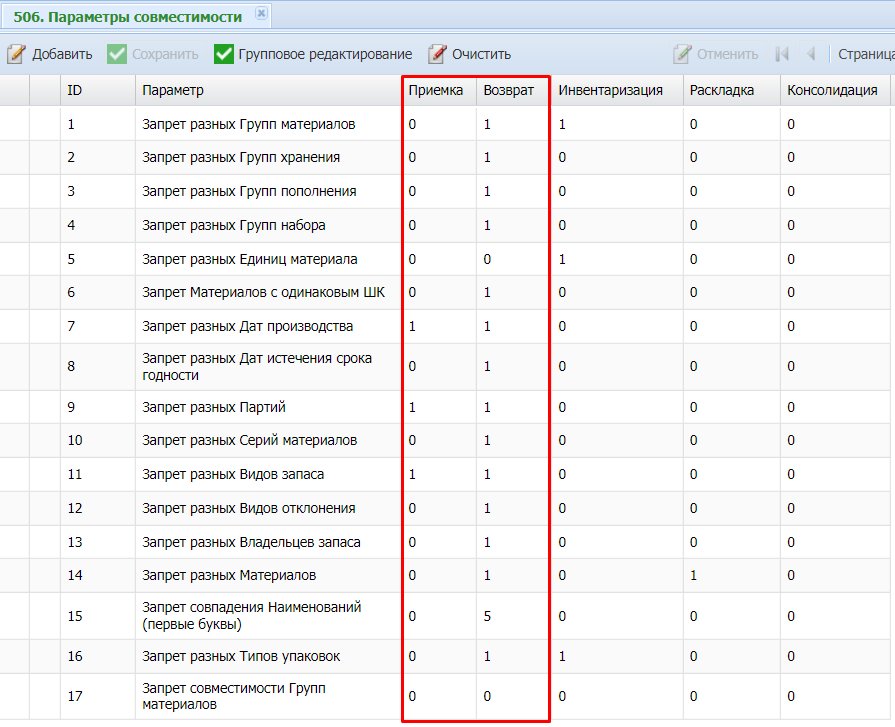 506. Параметры совместимости
Добавить Сохранить Групповое редактирование Очистить Отменить Страница
ID Параметр Приемка Возврат Инвентаризация Раскладка Консолидация
1 Запрет разных Групп материалов 0 1 1 0 0
2 Запрет разных Групп хранения 0 1 0 0 0
3 Запрет разных Групп пополнения 0 1 0 0 0
4 Запрет разных Групп набора 0 1 0 0 0
5 Запрет разных Единиц материала 0 0 1 0 0
6 Запрет Материалов с одинаковым ШК 0 1 0 0 0
7 Запрет разных Дат производства 1 1 0 0 0
8 Запрет разных Дат истечения срока
годности 0 1 0 0 0
9 Запрет разных Партий 1 1 0 0 0
10 Запрет разных Серий материалов 0 1 0 0 0
11 Запрет разных Видов запаса 1 1 0 0 0
12 Запрет разных Видов отклонения 0 1 0 0 0
13 Запрет разных Владельцев запаса 0 1 0 0 0
14 Запрет разных Материалов 0 1 0 1 0
15 Запрет совпадения Наименований
(первые буквы) 0 5 0 0 0
16 Запрет разных Типов упаковок 0 1 1 0 0
17 Запрет совместимости Групп
материалов 0 0 0 0 0